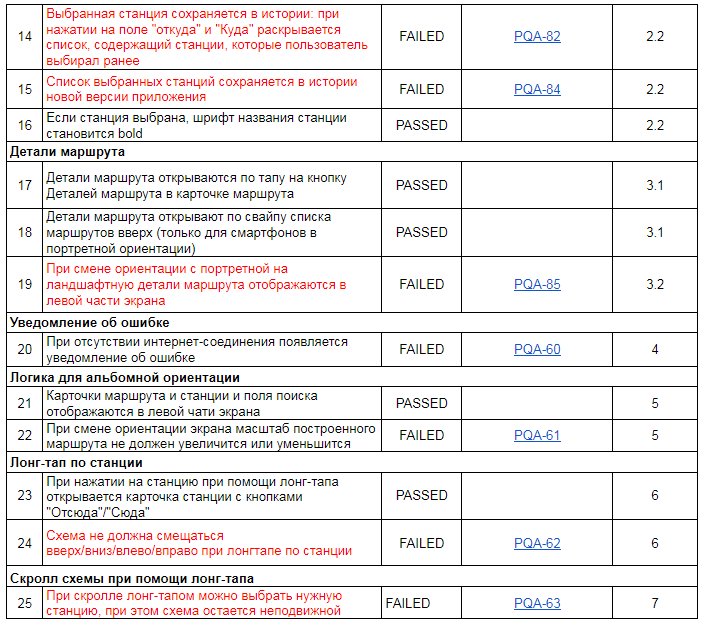 Выбранная станция сохраняется в истории: при
нажатии на поле "откуда" и "Куда" раскрывается
14 список, содержащий станции, которые пользователь FAILED PQA-82 2.2
выбирал ранее
15 Список выбранных станций сохраняется в истории FAILED PQA-84 2.2
новой версии приложения
16 Если станция выбрана, шрифт названия станции PASSED 2.2
становится bold
Детали маршрута
17 Детали маршрута открываются по тапу на кнопку PASSED 3.1
Деталей маршрута в карточке маршрута
Детали маршрута открывают по свайпу списка
18 маршрутов вверх (только для смартфонов в PASSED 3.1
портретной ориентации)
При смене ориентации с портретной на
19 ландшафтную детали маршрута отображаются в FAILED PQA-85 3.2
левой части экрана
Уведомление об ошибке
20 При отсутствии интернет-соединения появляется FAILED PQA-60 4
уведомление об ошибке
Логика для альбомной ориентации
21 Карточки маршрута и станции и поля поиска PASSED 5
отображаются в левой чати экрана
22 При смене ориентации экрана масштаб построенного FAILED PQA-61 5
маршрута не должен увеличится или уменьшится
Лонг-тап по станции
При нажатии на станцию при помощи лонг-тапа
23 открывается карточка станции с кнопками PASSED 6
"Отсюда"/"Сюда"
24 Схема не должна смещаться FAILED PQA-62 6
вверх/вниз/влево/вправо при лонгтапе по станции
Скролл схемы при помощи лонг-тапа
25 При скролле лонг-тапом можно выбрать нужную FAILED PQA-63 7
станцию, при этом схема остается неподвижной